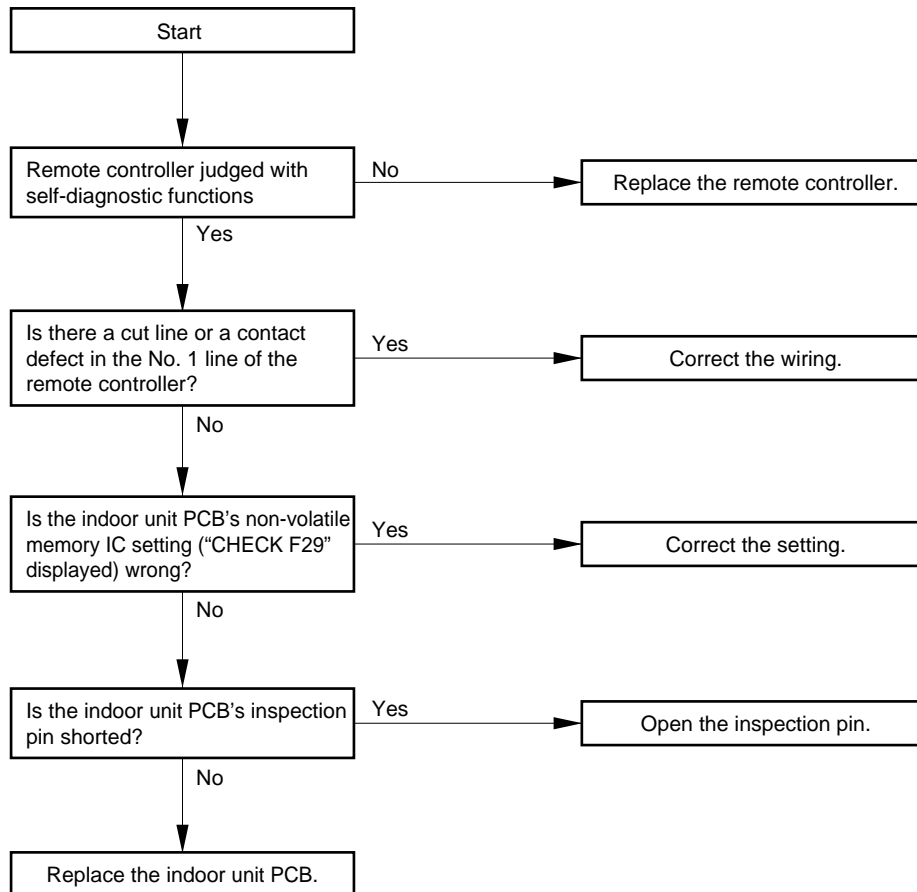 Start
Remote controller judged with
self-diagnostic functions
No
Replace the remote controller.
Yes
Is there a cut line or a contact
defect in the No. 1 line of the
remote controller?
Yes
Correct the wiring.
No
Is the indoor unit PCB's non-volatile
memory IC setting (“CHECK F29”
displayed) wrong?
Yes
Correct the setting.
No
Is the indoor unit PCB's inspection
pin shorted?
Yes
Open the inspection pin.
No
Replace the indoor unit PCB.